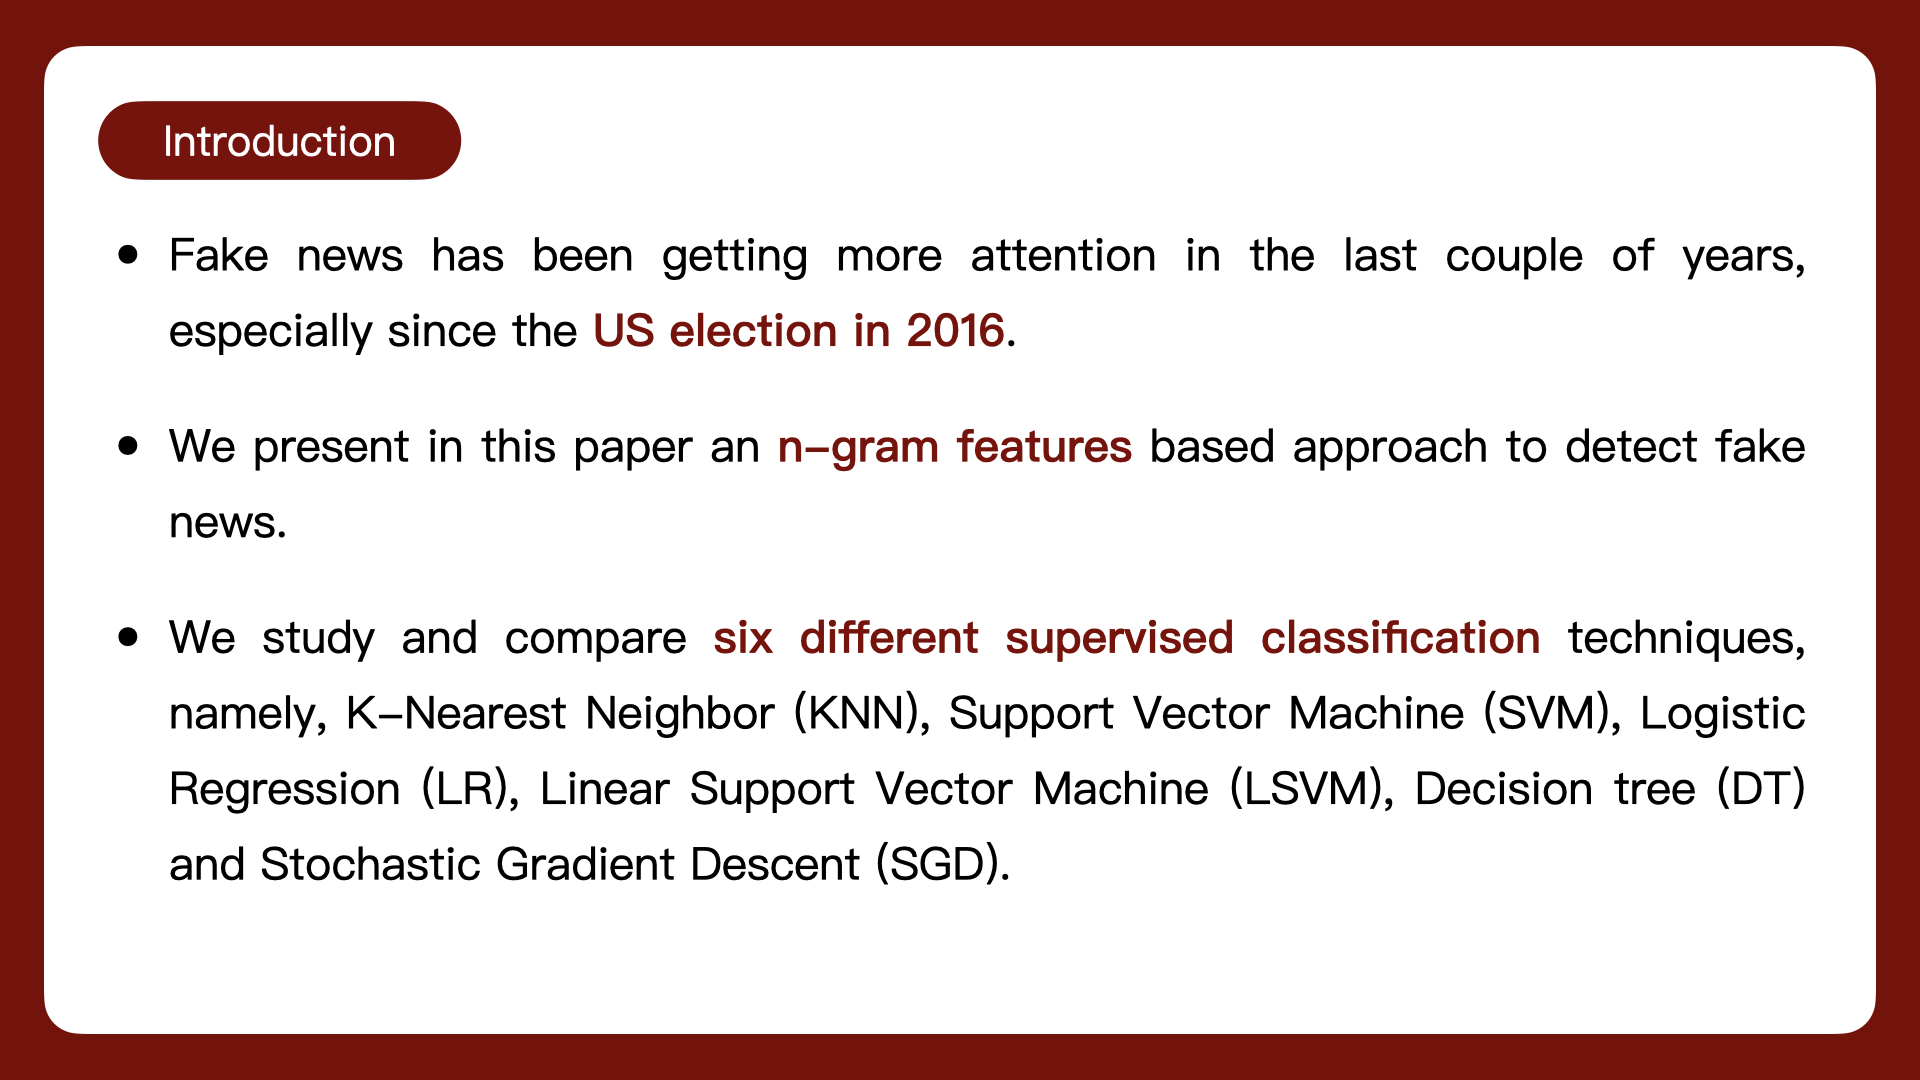 Introduction
• Fake news has been getting more attention in the last couple of years,
especially since the US election in 2016.
• We present in this paper an n-gram features based approach to detect fake
news.
• We study and compare six different supervised classification techniques,
namely, K-Nearest Neighbor (KNN), Support Vector Machine (SVM), Logistic
Regression (LR), Linear Support Vector Machine (LSVM), Decision tree (DT)
and Stochastic Gradient Descent (SGD).